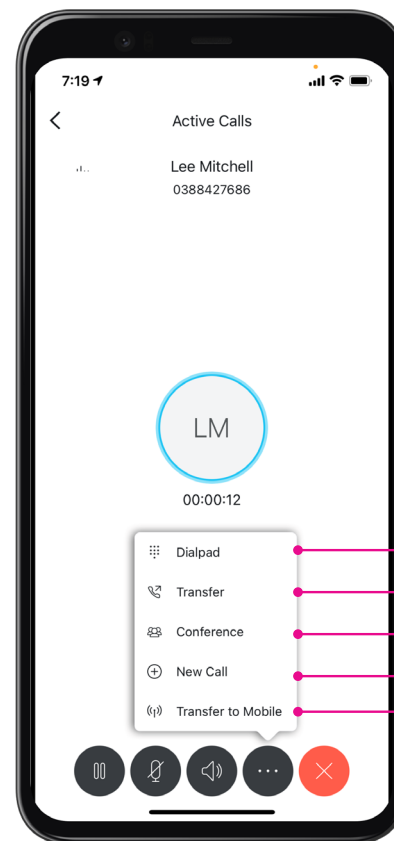 7:19
Active Calls
Lee Mitchell
0388427686
LM
00:00:12
Dialpad
Transfer
Conference
New Call
Transfer to Mobile